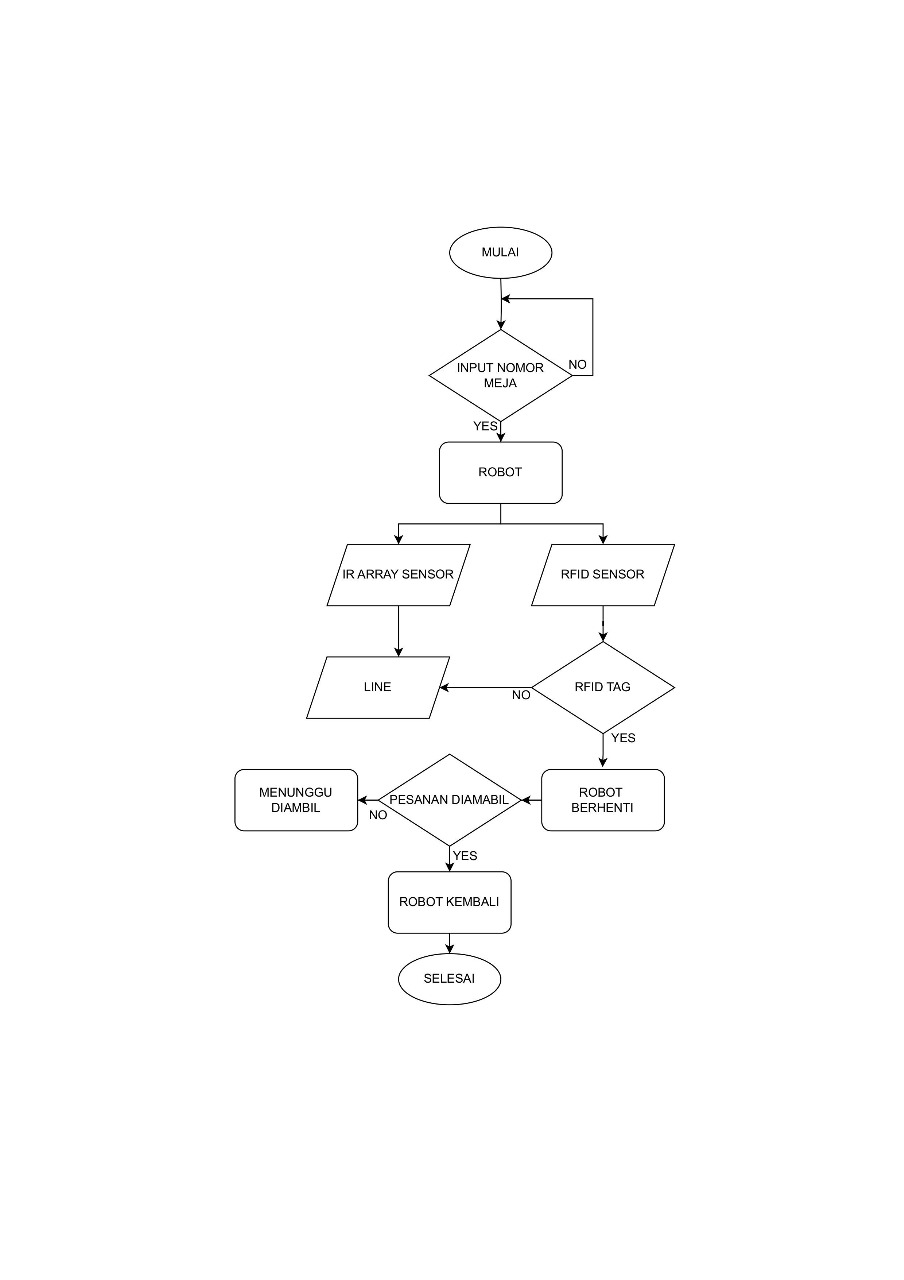 MULAI
INPUT NOMOR
MEJA
NO
YES
ROBOT
IR ARRAY SENSOR
RFID SENSOR
LINE
NO
RFID TAG
YES
MENUNGGU
DIAMBIL
NO
PESANAN DIAMABIL
ROBOT
BERHENTI
YES
ROBOT KEMBALI
SELESAI